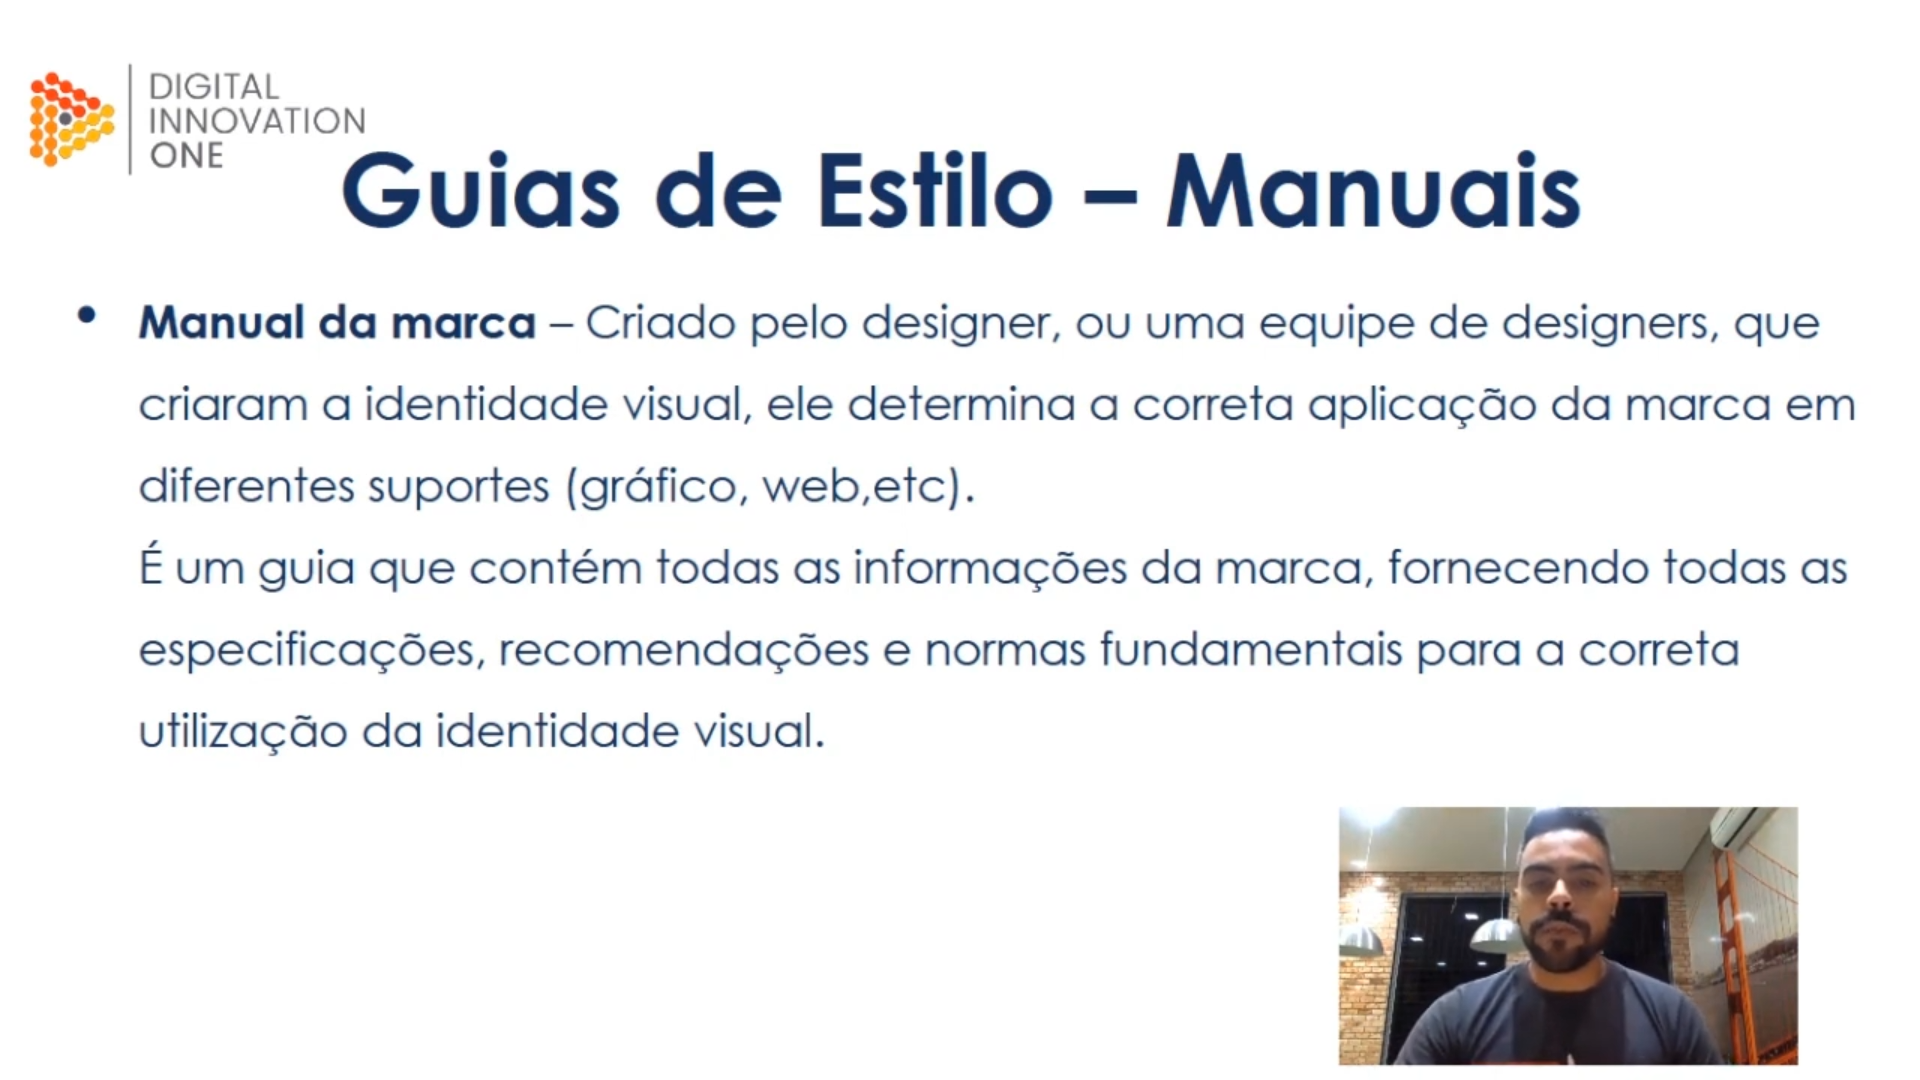 DIGITAL
INNOVATION
ONE
Guias de Estilo – Manuais
• Manual da marca – Criado pelo designer, ou uma equipe de designers, que
criaram a identidade visual, ele determina a correta aplicação da marca em
diferentes suportes (gráfico, web,etc).
É um guia que contém todas as informações da marca, fornecendo todas as
especificações, recomendações e normas fundamentais para a correta
utilização da identidade visual.